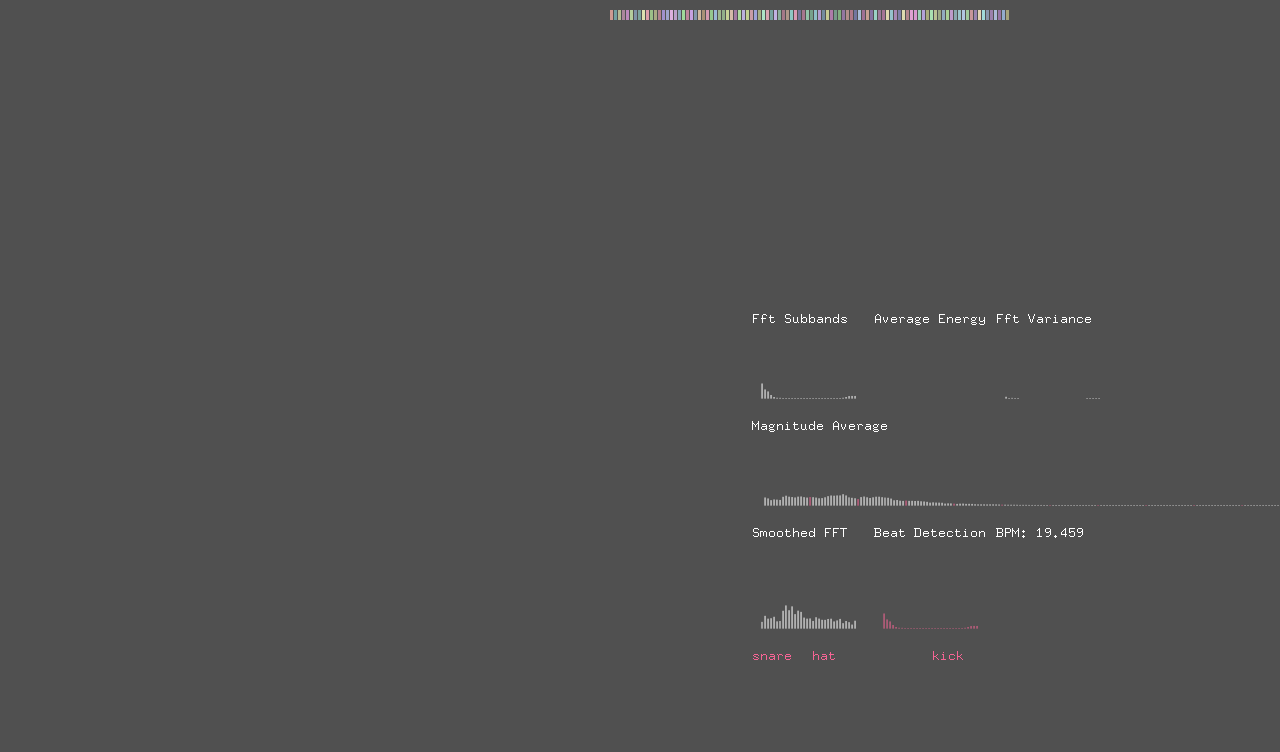 Fft Subbands Average Energy Fft Variance
Magnitude Average
Smoothed FFT Beat Detection BPM: 19.459
snare hat kick